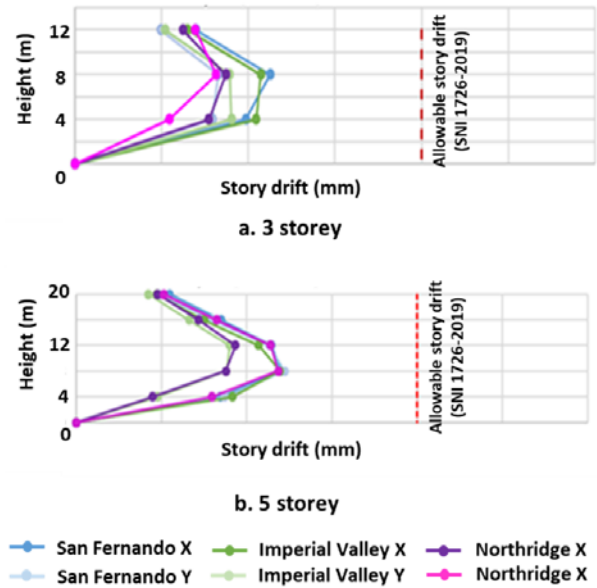 12
8
4
0
Height (m)
Story drift (mm)
Allowable story drift
(SNI 1726-2019)
a. 3 storey
20
12
4
0
Height (m)
Story drift (mm)
Allowable story drift
(SNI 1726-2019)
b. 5 storey
San Fernando X
Imperial Valley X
Northridge X
San Fernando Y
Imperial Valley Y
Northridge X